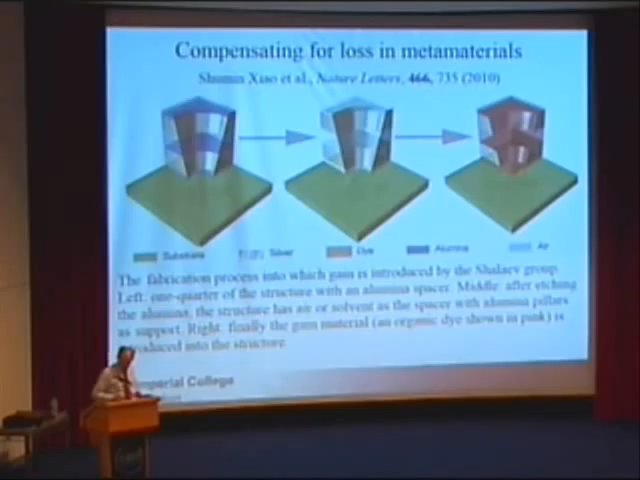 Compensating for loss in metamaterials
Shumin Xiao et al., Nature Letters, 466, 735 (2010)
Substrate Silver Dye Alumina Air
The fabrication process into which gain is introduced by the Shalaev group.
Left: one-quarter of the structure with an alumina spacer. Middle: after etching
the alumina, the structure has air or solvent as the spacer with alumina pillars
as support. Right: finally the gain material (an organic dye shown in pink) is
introduced into the structure.
Imperial College